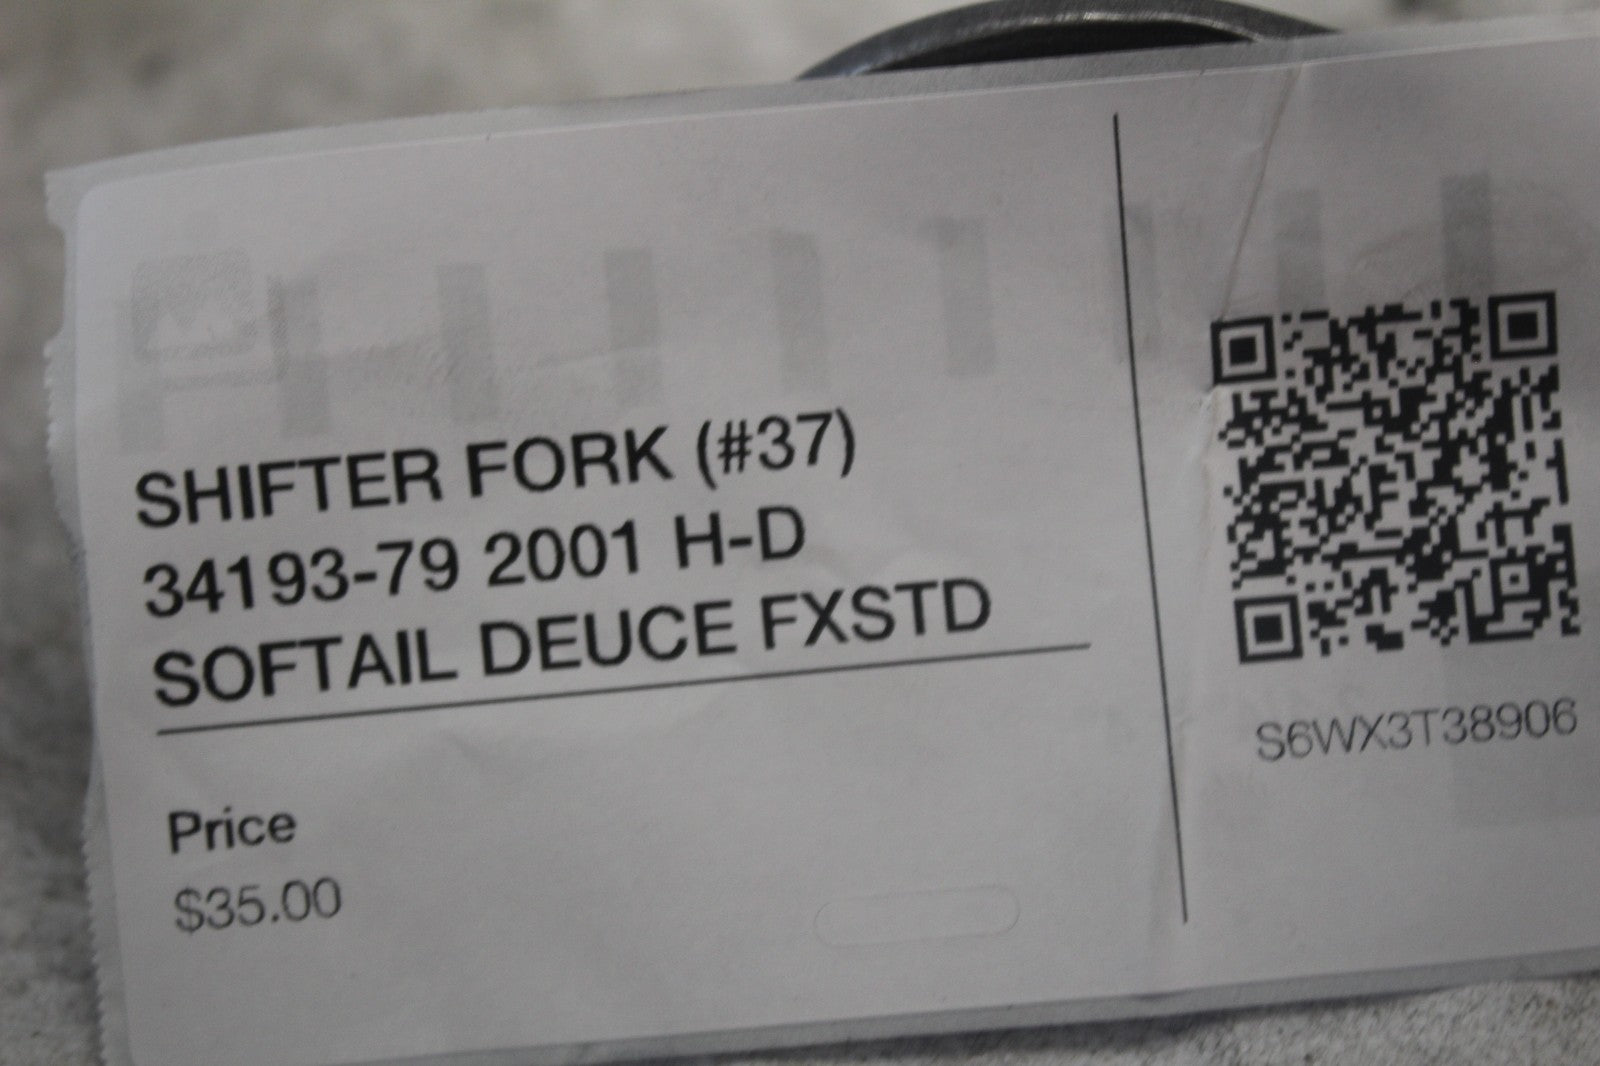 SHIFTER FORK (#37)
34193-79 2001 H-D
SOFTAIL DEUCE FXSTD
Price
$35.00
S6WX3T38906